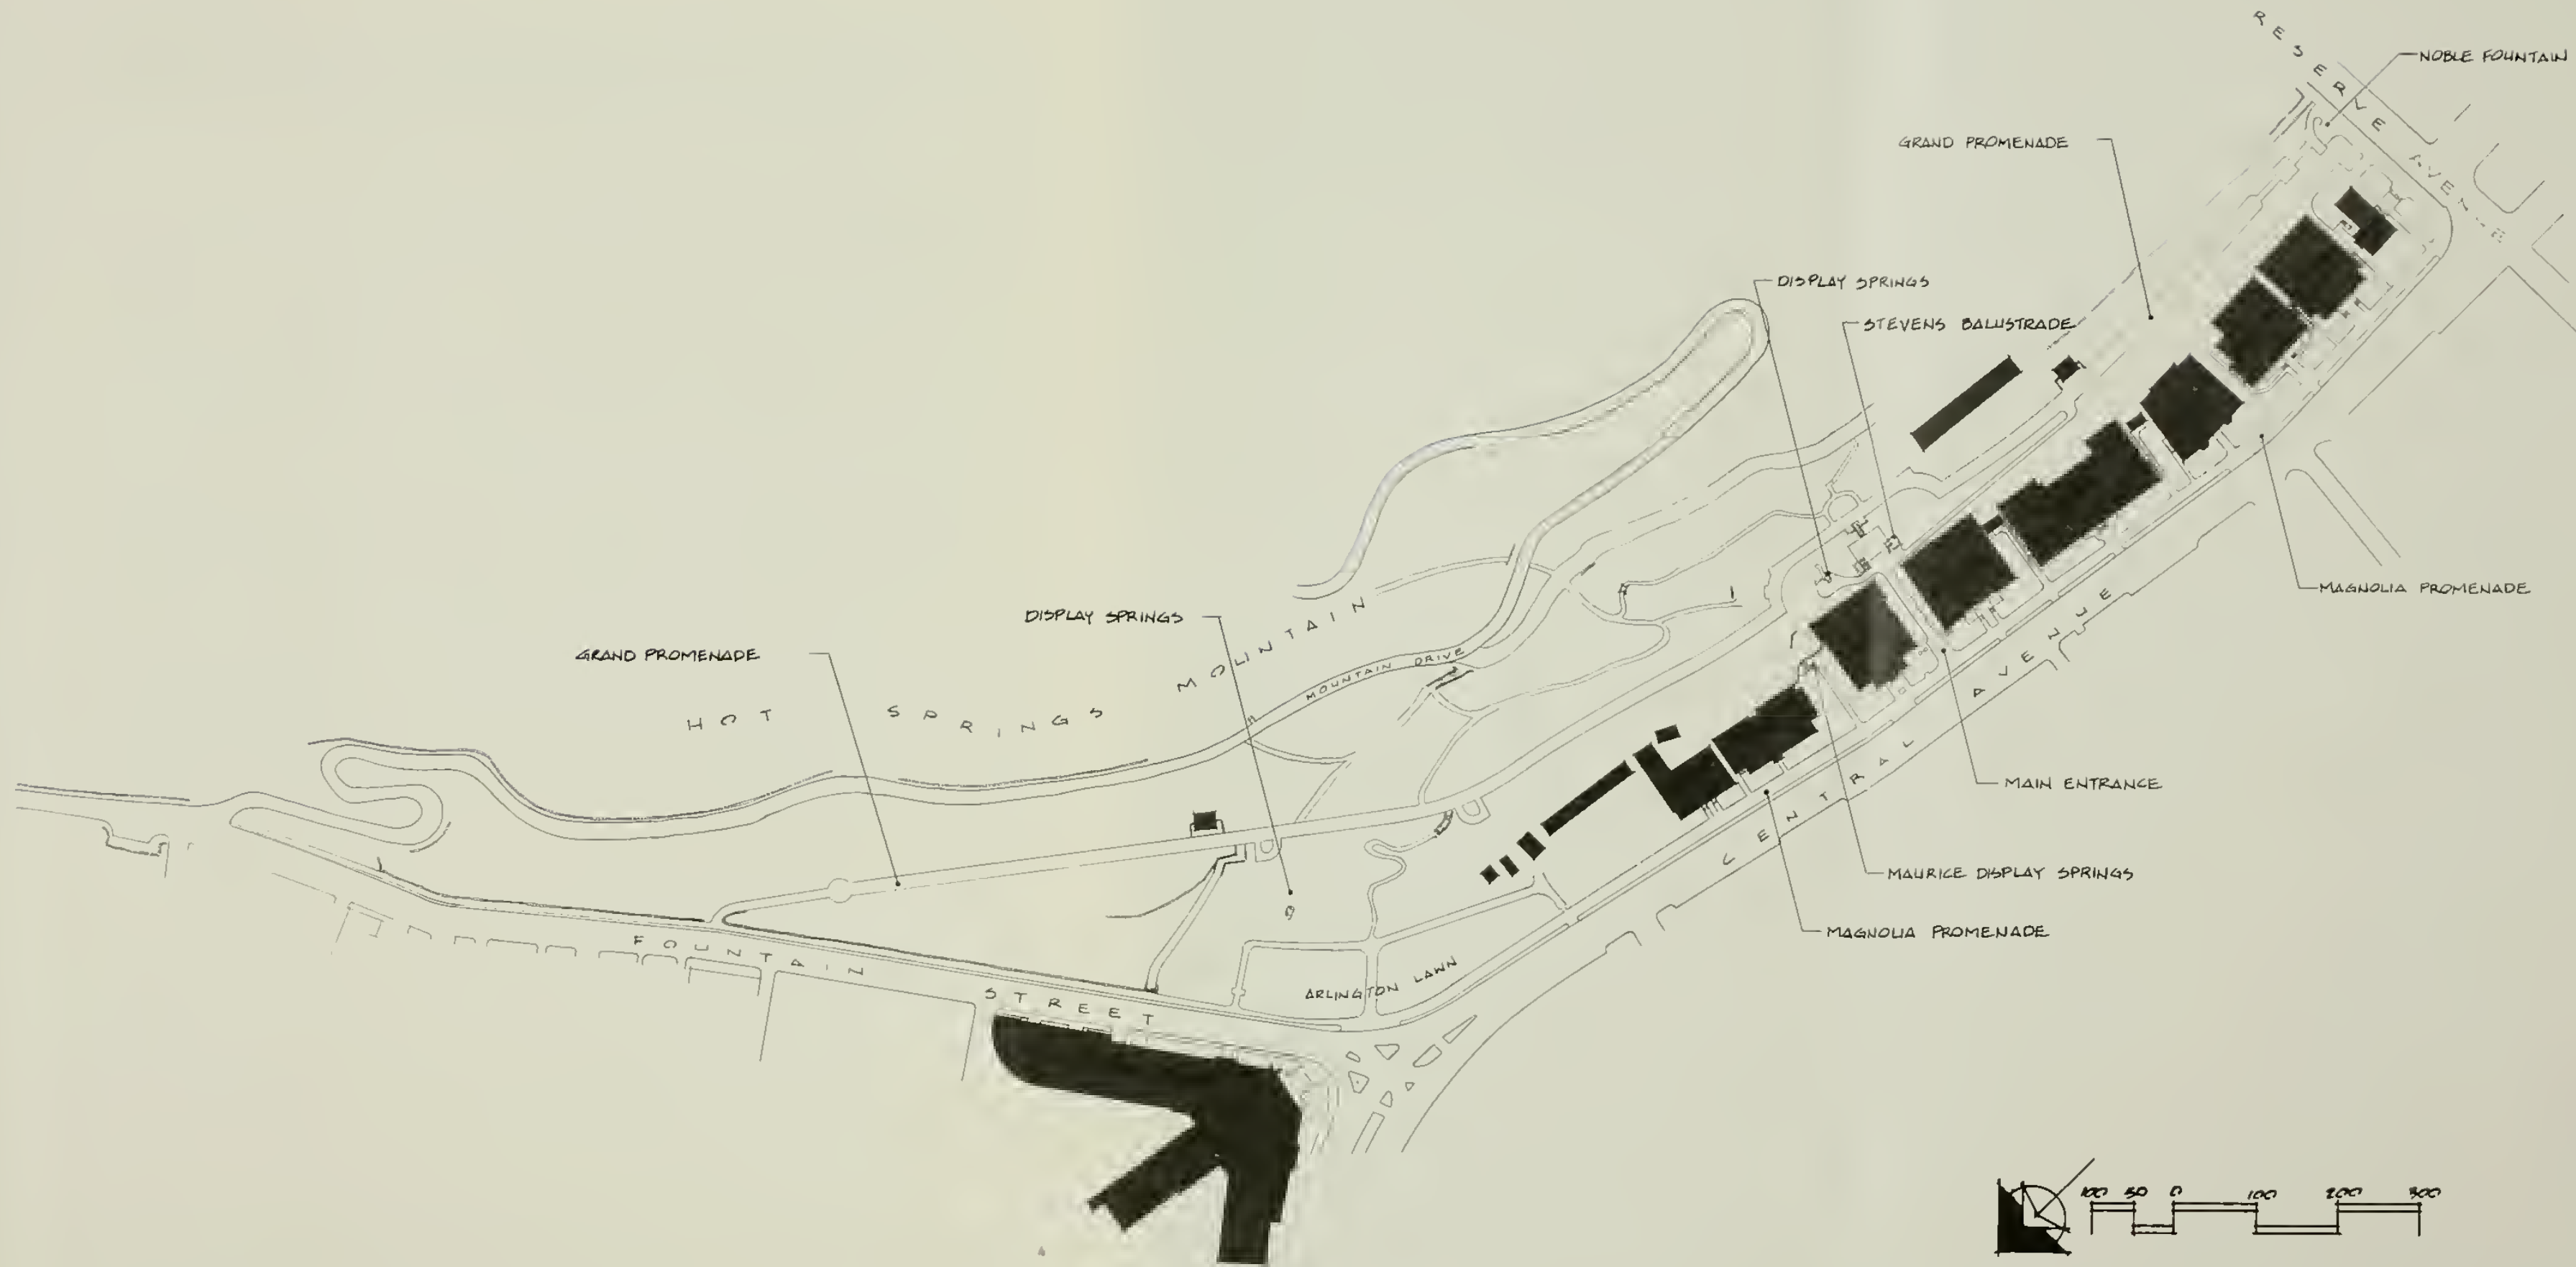 RESERVE AVENUE
NOBLE FOUNTAIN
GRAND PROMENADE
DISPLAY SPRINGS
STEVENS BALUSTRADE
MAGNOLIA PROMENADE
DISPLAY SPRINGS
GRAND PROMENADE
HOT SPRINGS MOUNTAIN
MOUNTAIN DRIVE
CENTRAL AVENUE
MAIN ENTRANCE
MAURICE DISPLAY SPRINGS
MAGNOLIA PROMENADE
FOUNTAIN STREET
ARLINGTON LAWN
100 50 0 100 200 300